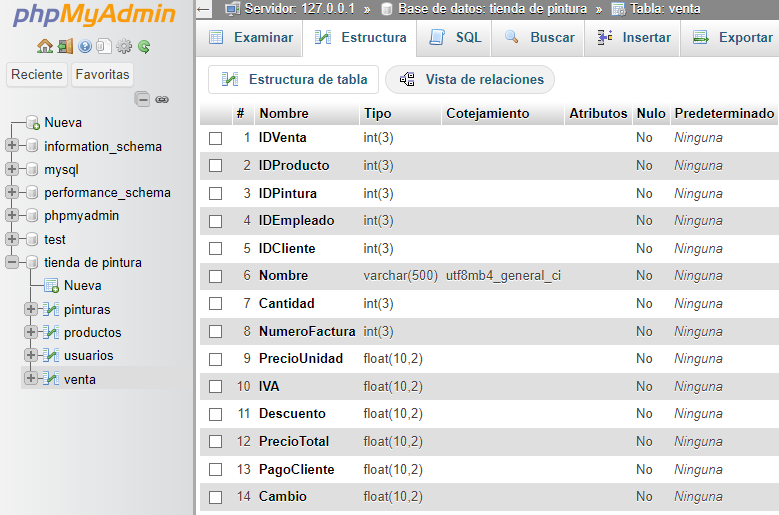 phpMyAdmin
Reciente Favoritas
Nueva
information_schema
mysql
performance_schema
phpmyadmin
test
tienda de pintura
Nueva
pinturas
productos
usuarios
venta
Servidor: 127.0.0.1 » Base de datos: tienda de pintura » Tabla: venta
Examinar Estructura SQL Buscar Insertar Exportar
Estructura de tabla Vista de relaciones
# Nombre Tipo Cotejamiento Atributos Nulo Predeterminado
1 IDVenta int(3) No Ninguna
2 IDProducto int(3) No Ninguna
3 IDPintura int(3) No Ninguna
4 IDEmpleado int(3) No Ninguna
5 IDCliente int(3) No Ninguna
6 Nombre varchar(500) utf8mb4_general_ci No Ninguna
7 Cantidad int(3) No Ninguna
8 NumeroFactura int(3) No Ninguna
9 PrecioUnidad float(10,2) No Ninguna
10 IVA float(10,2) No Ninguna
11 Descuento float(10,2) No Ninguna
12 PrecioTotal float(10,2) No Ninguna
13 PagoCliente float(10,2) No Ninguna
14 Cambio float(10,2) No Ninguna